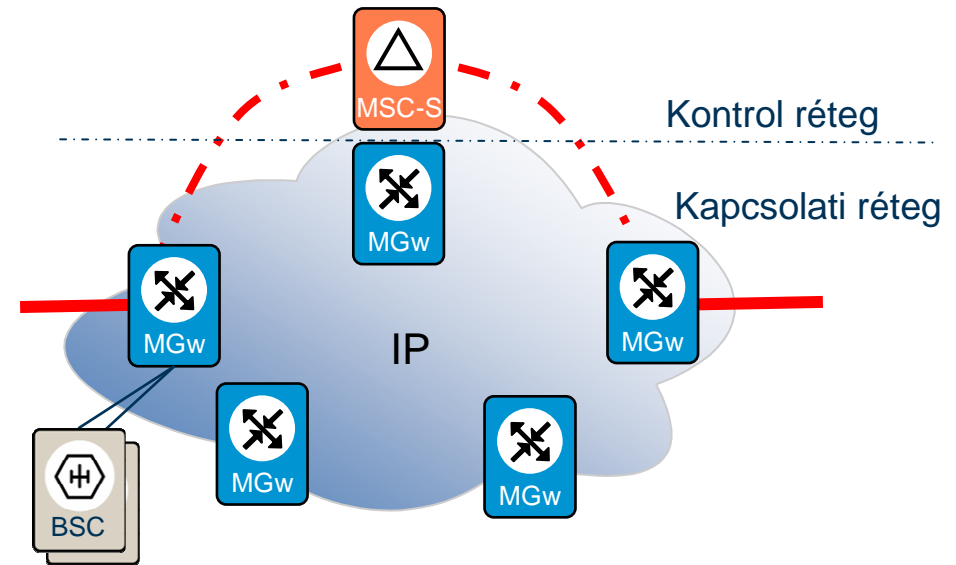 MSC-S
Kontrol réteg
MGw
Kapcsolati réteg
MGw
IP
MGw
MGw
MGw
BSC